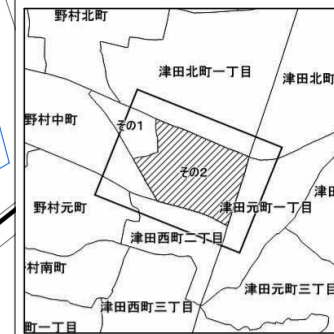 野村北町
津田北町一丁目
津田北町
野村中町
その1
その2
野村元町
津田元町一丁目
津田西町二丁目
村南町
津田元町三丁目
津田西町三丁目
町一丁目